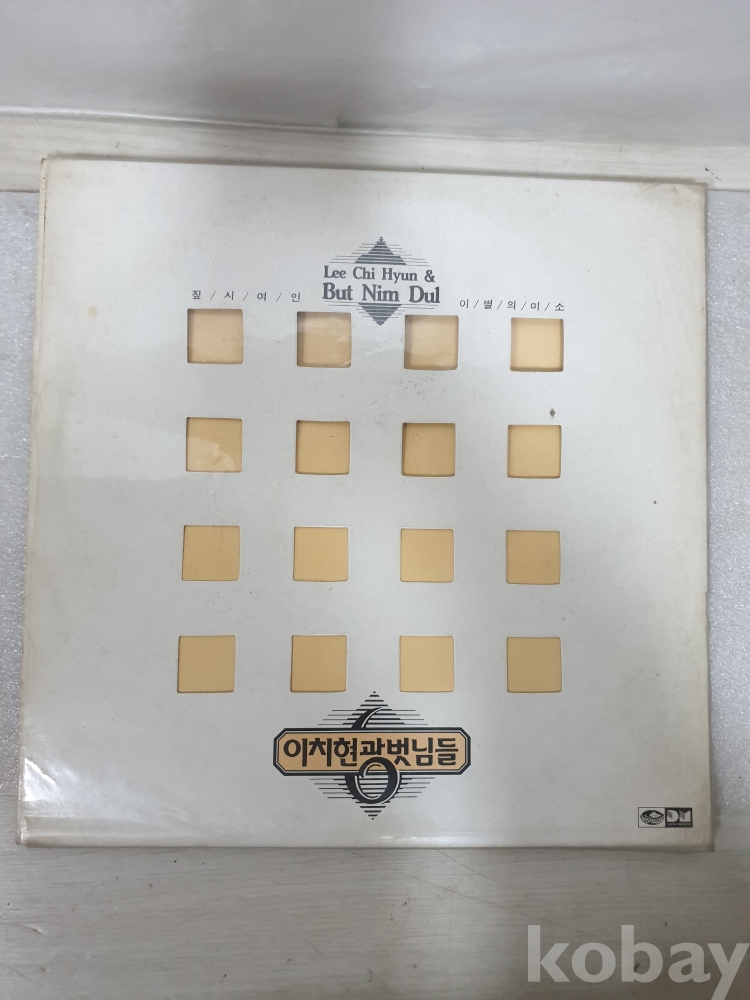 Lee Chi Hyun &
But Nim Dul
짚/시/여/인
이/별/의/미/소
6
이치현과벗님들
kobay